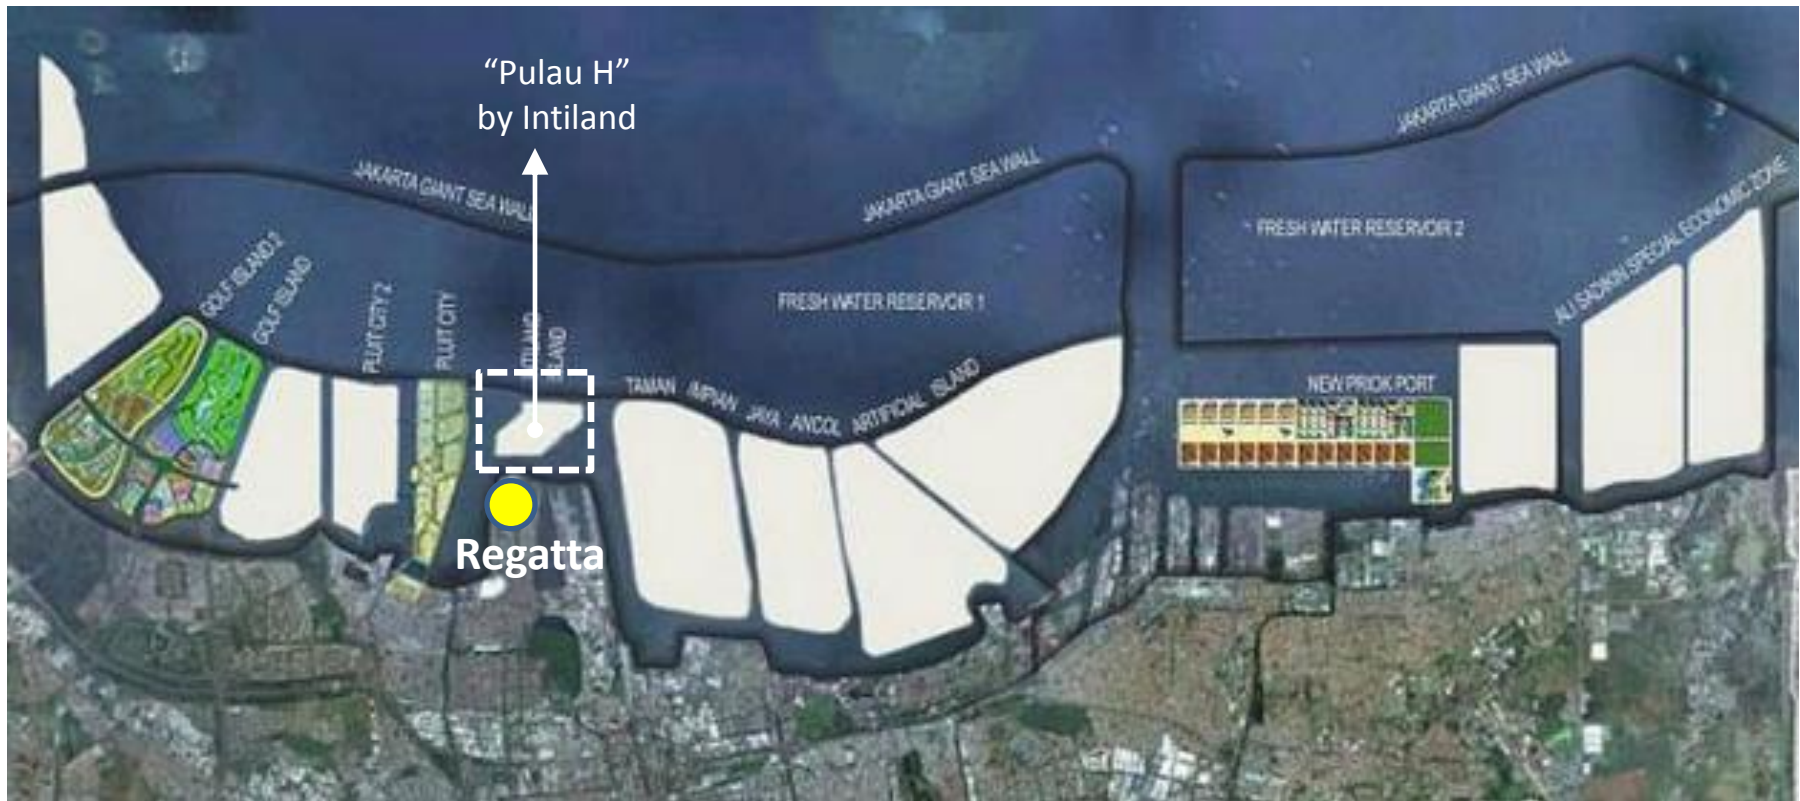 “Pulau H”
by Intiland
JAKARTA GIANT SEA WALL
JAKARTA GIANT SEA WALL
JAKARTA GIANT SEA WALL
FRESH WATER RESERVOIR 2
ALI SADIKIN SPECIAL ECONOMIC ZONE
GOLF ISLAND 2
GOLF ISLAND
PLUIT CITY 2
PLUIT CITY
ISLAND
FRESH WATER RESERVOIR 1
TAMAN IMPIAN JAYA ANCOL ARTIFICIAL ISLAND
NEW PRIOK PORT
Regatta